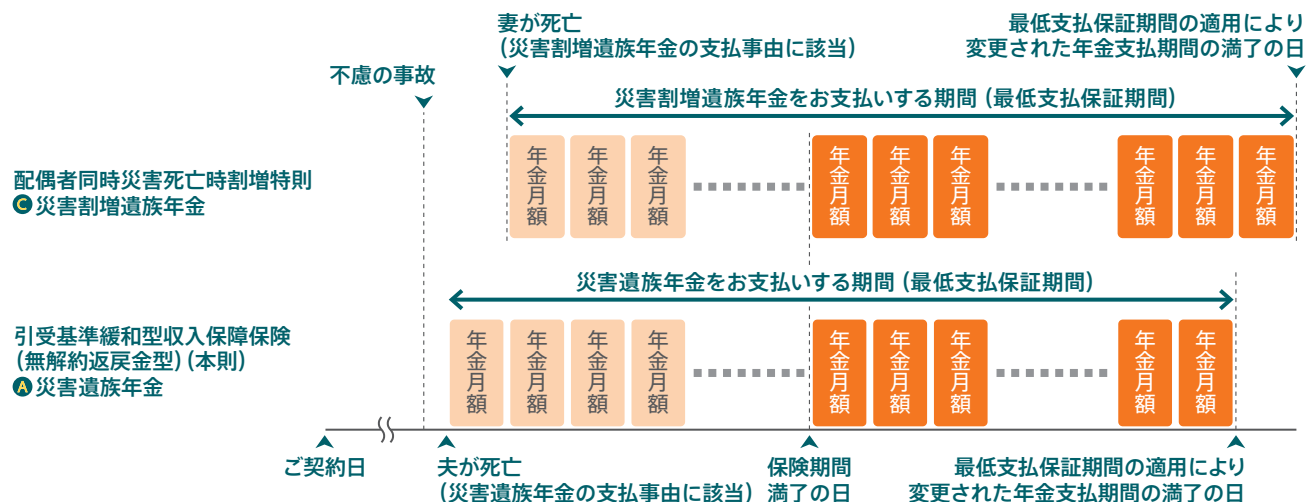 妻が死亡
(災害割増遺族年金の支払事由に該当)
最低支払保証期間の適用により
変更された年金支払期間の満了の日
不慮の事故
災害割増遺族年金をお支払いする期間(最低支払保証期間)
配偶者同時災害死亡時割増特則
C災害割増遺族年金
年金月額
年金月額
年金月額
年金月額
年金月額
年金月額
年金月額
年金月額
年金月額
災害遺族年金をお支払いする期間(最低支払保証期間)
引受基準緩和型収入保障保険
(無解約返戻金型)(本則)
A災害遺族年金
年金月額
年金月額
年金月額
年金月額
年金月額
年金月額
年金月額
年金月額
年金月額
ご契約日
夫が死亡
(災害遺族年金の支払事由に該当)
保険期間
満了の日
最低支払保証期間の適用により
変更された年金支払期間の満了の日